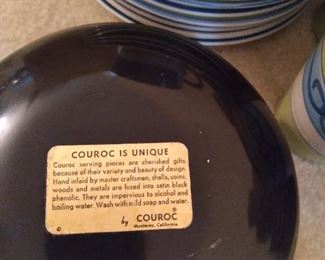 COUROC IS UNIQUE
Couroc serving pieces are cherished gifts
because of their variety and beauty of design.
Hand inlaid by master craftsmen, shells, coins,
woods and metals are fused into satin black
phenolic. They are impervious to alcohol and
boiling water. Wash with mild soap and water.
by COUROC®
Monterey, California